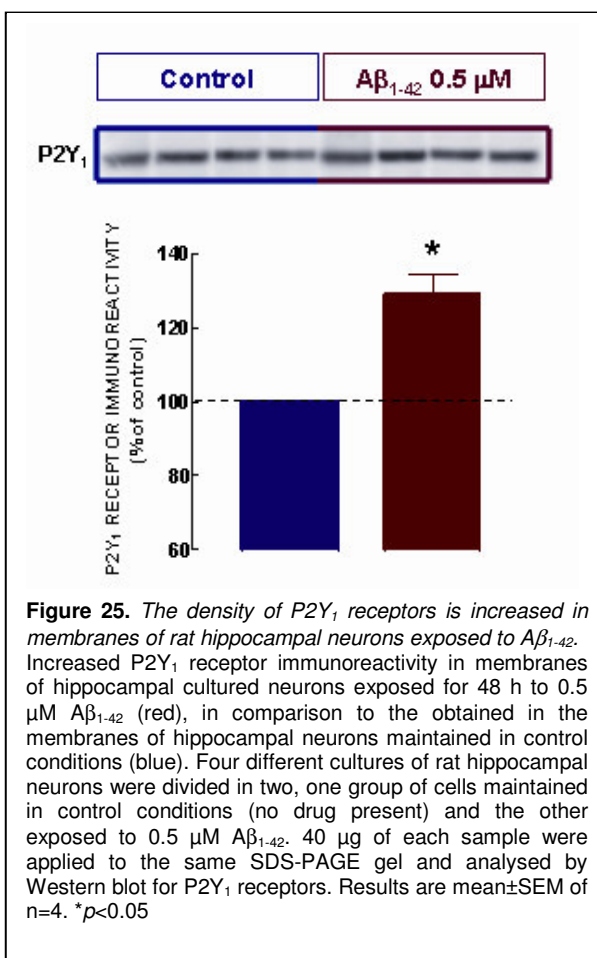 Control
Aβ1-42 0.5 µM
P2Y1
P2Y1 RECEPTOR IMMUNOREACTIVITY
(% of control)
140
120
100
80
60
*
Figure 25. The density of P2Y1 receptors is increased in
membranes of rat hippocampal neurons exposed to Aβ1-42.
Increased P2Y1 receptor immunoreactivity in membranes
of hippocampal cultured neurons exposed for 48 h to 0.5
µM Aβ1-42 (red), in comparison to the obtained in the
membranes of hippocampal neurons maintained in control
conditions (blue). Four different cultures of rat hippocampal
neurons were divided in two, one group of cells maintained
in control conditions (no drug present) and the other
exposed to 0.5 µM Aβ1-42. 40 µg of each sample were
applied to the same SDS-PAGE gel and analysed by
Western blot for P2Y1 receptors. Results are mean±SEM of
n=4. *p<0.05